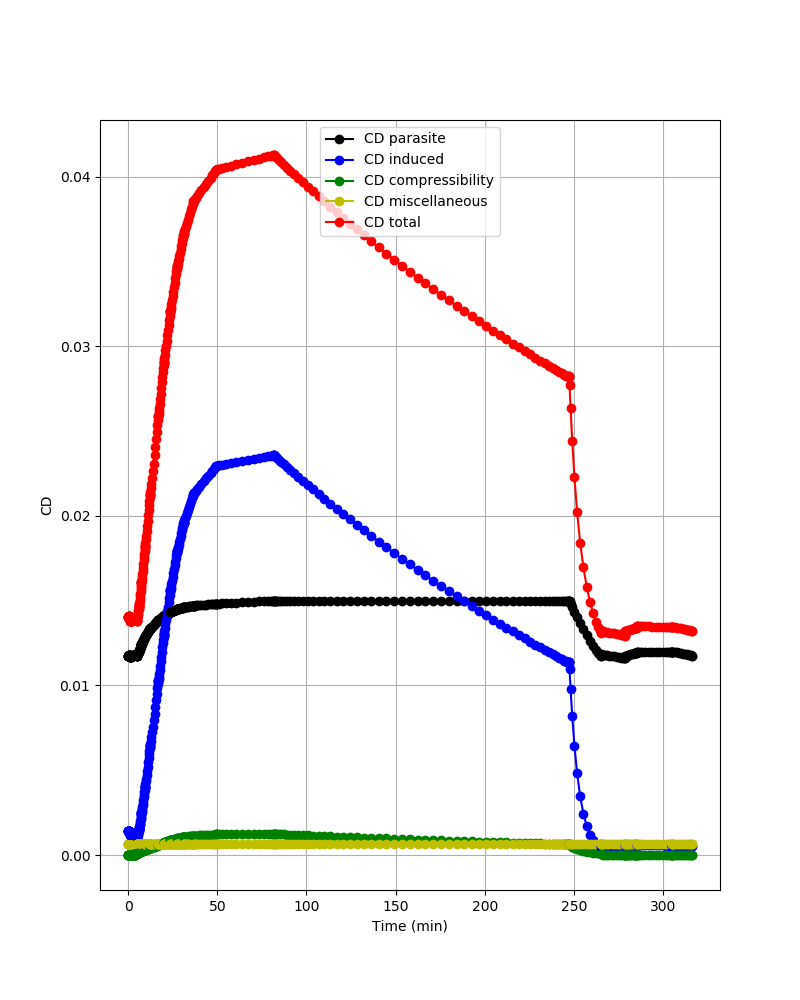 CD parasite
CD induced
CD compressibility
CD miscellaneous
CD total
0.04
0.03
0.02
0.01
0.00
CD
0 50 100 150 200 250 300
Time (min)